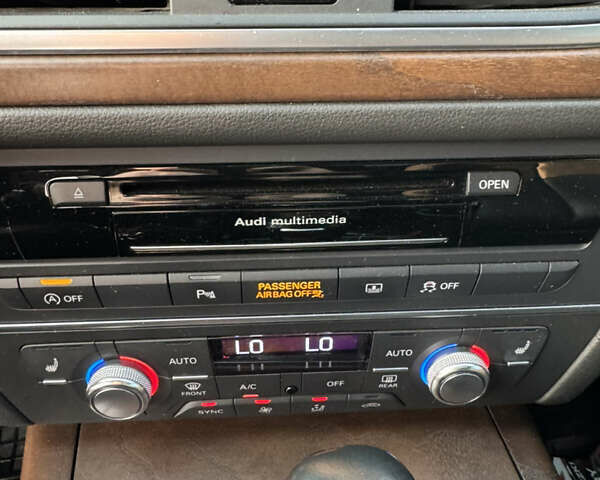 OPEN
Audi multimedia
OFF
P
PASSENGER
AIRBAG OFF
OFF
LO LO
AUTO
AUTO
FRONT
A/C
OFF
REAR
SYNC